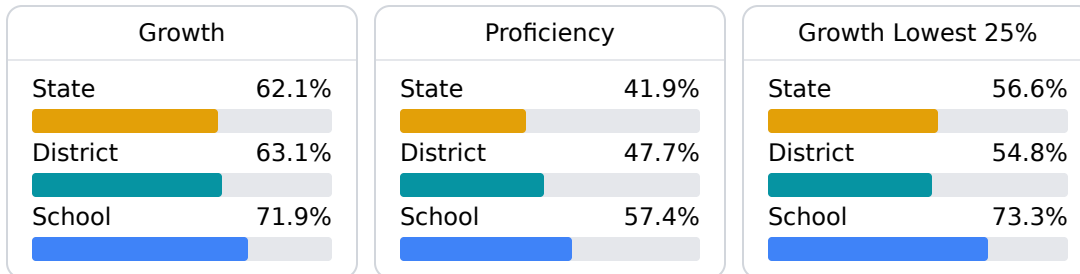 Growth
State 62.1%
District 63.1%
School 71.9%
Proficiency
State 41.9%
District 47.7%
School 57.4%
Growth Lowest 25%
State 56.6%
District 54.8%
School 73.3%